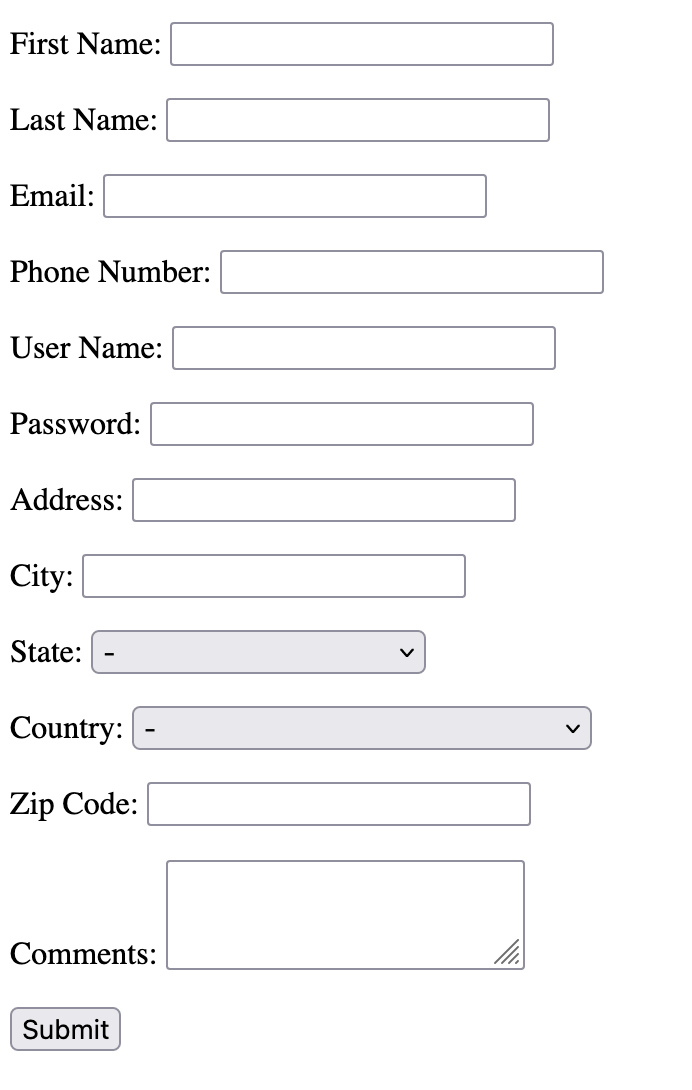 First Name:
Last Name:
Email:
Phone Number:
User Name:
Password:
Address:
City:
State: -
Country: -
Zip Code:
Comments:
Submit